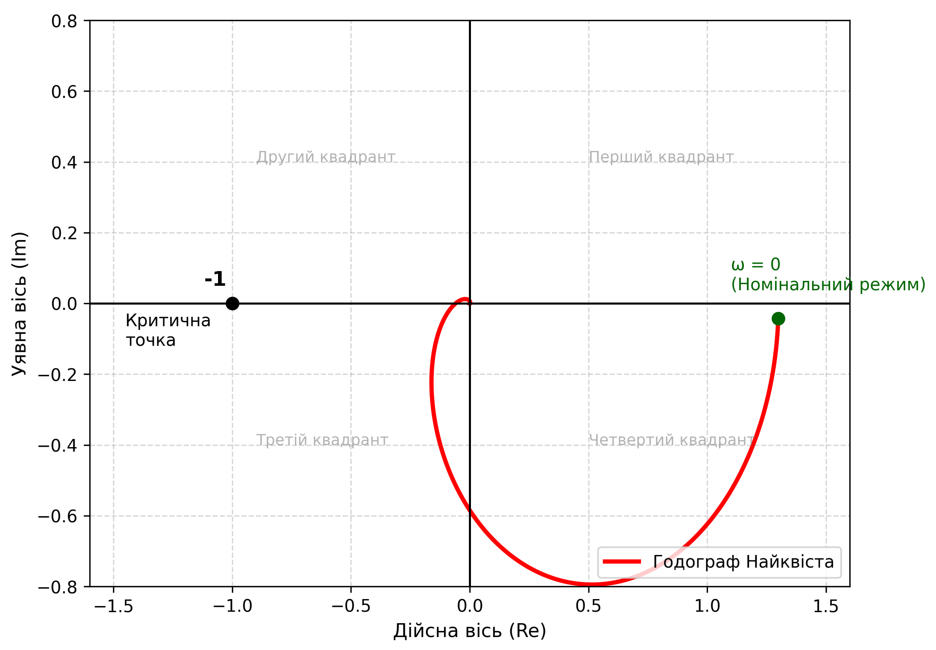 0.8
0.6
0.4
0.2
0.0
−0.2
−0.4
−0.6
−0.8
Уявна вісь (Im)
Другий квадрант
Перший квадрант
-1
Критична
точка
ω = 0
(Номінальний режим)
Третій квадрант
Четвертий квадрант
Годограф Найквіста
−1.5
−1.0
−0.5
0.0
0.5
1.0
1.5
Дійсна вісь (Re)